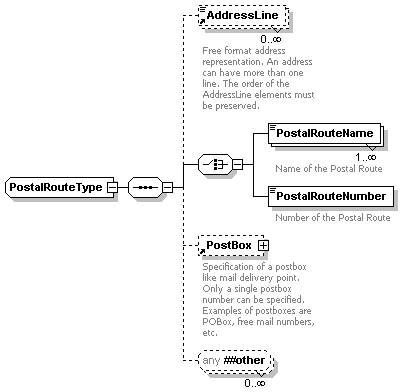 AddressLine
0..∞
Free format address
representation. An address
can have more than one
line. The order of the
AddressLine elements must
be preserved.
PostalRouteName
1..∞
Name of the Postal Route
PostalRouteType
PostalRouteNumber
Number of the Postal Route
PostBox
Specification of a postbox
like mail delivery point.
Only a single postbox
number can be specified.
Examples of postboxes are
POBox, free mail numbers,
etc.
any ##other
0..∞